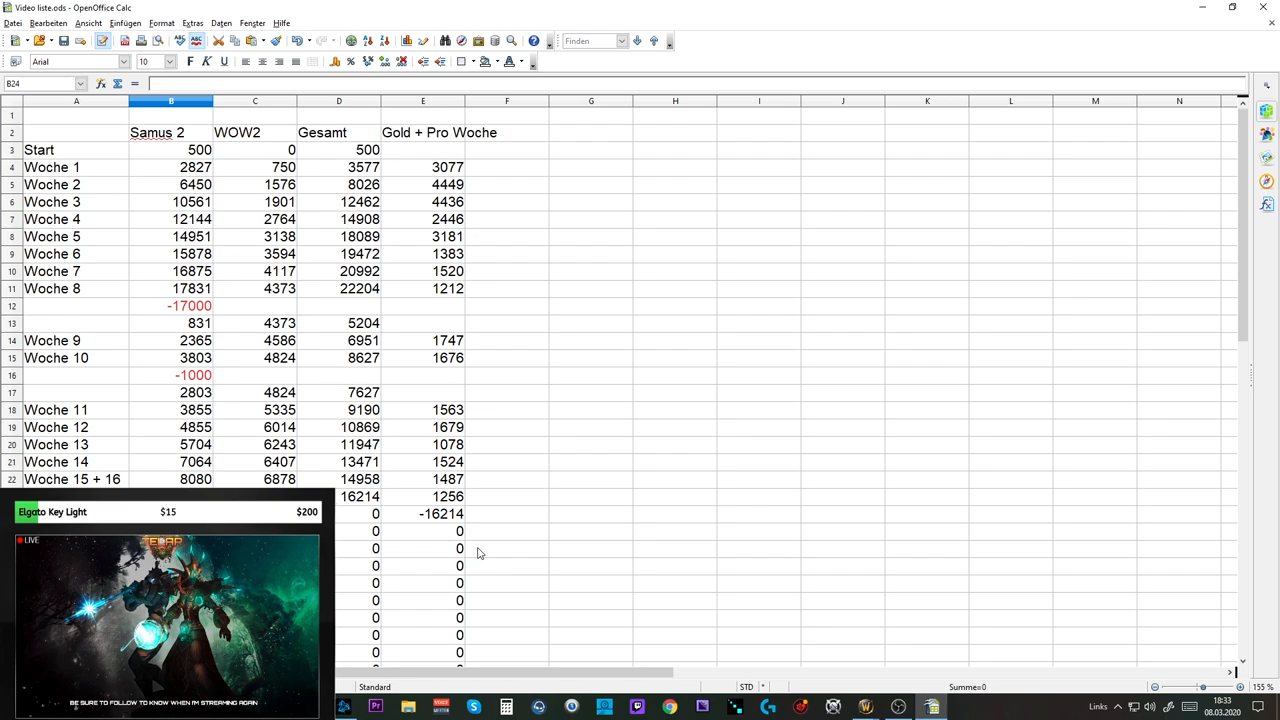 Video liste.ods - OpenOffice Calc
Datei Bearbeiten Ansicht Einfügen Format Extras Daten Fenster Hilfe
Finden
Arial 10
B24
A B C D E F G H I J K L M N
1
2 Samus 2 WOW2 Gesamt Gold + Pro Woche
3 Start 500 0 500
4 Woche 1 2827 750 3577 3077
5 Woche 2 6450 1576 8026 4449
6 Woche 3 10561 1901 12462 4436
7 Woche 4 12144 2764 14908 2446
8 Woche 5 14951 3138 18089 3181
9 Woche 6 15878 3594 19472 1383
10 Woche 7 16875 4117 20992 1520
11 Woche 8 17831 4373 22204 1212
12 -17000
13 831 4373 5204
14 Woche 9 2365 4586 6951 1747
15 Woche 10 3803 4824 8627 1676
16 -1000
17 2803 4824 7627
18 Woche 11 3855 5335 9190 1563
19 Woche 12 4855 6014 10869 1679
20 Woche 13 5704 6243 11947 1078
21 Woche 14 7064 6407 13471 1524
22 Woche 15 + 16 8080 6878 14958 1487
16214 1256
0 -16214
0 0
0 0
0 0
0 0
0 0
0 0
0 0
0 0
Elgato Key Light $15 $200
LIVE
BE SURE TO FOLLOW TO KNOW WHEN I'M STREAMING AGAIN
Standard STD * Summe=0 155 %
Links 18:33
08.03.2020